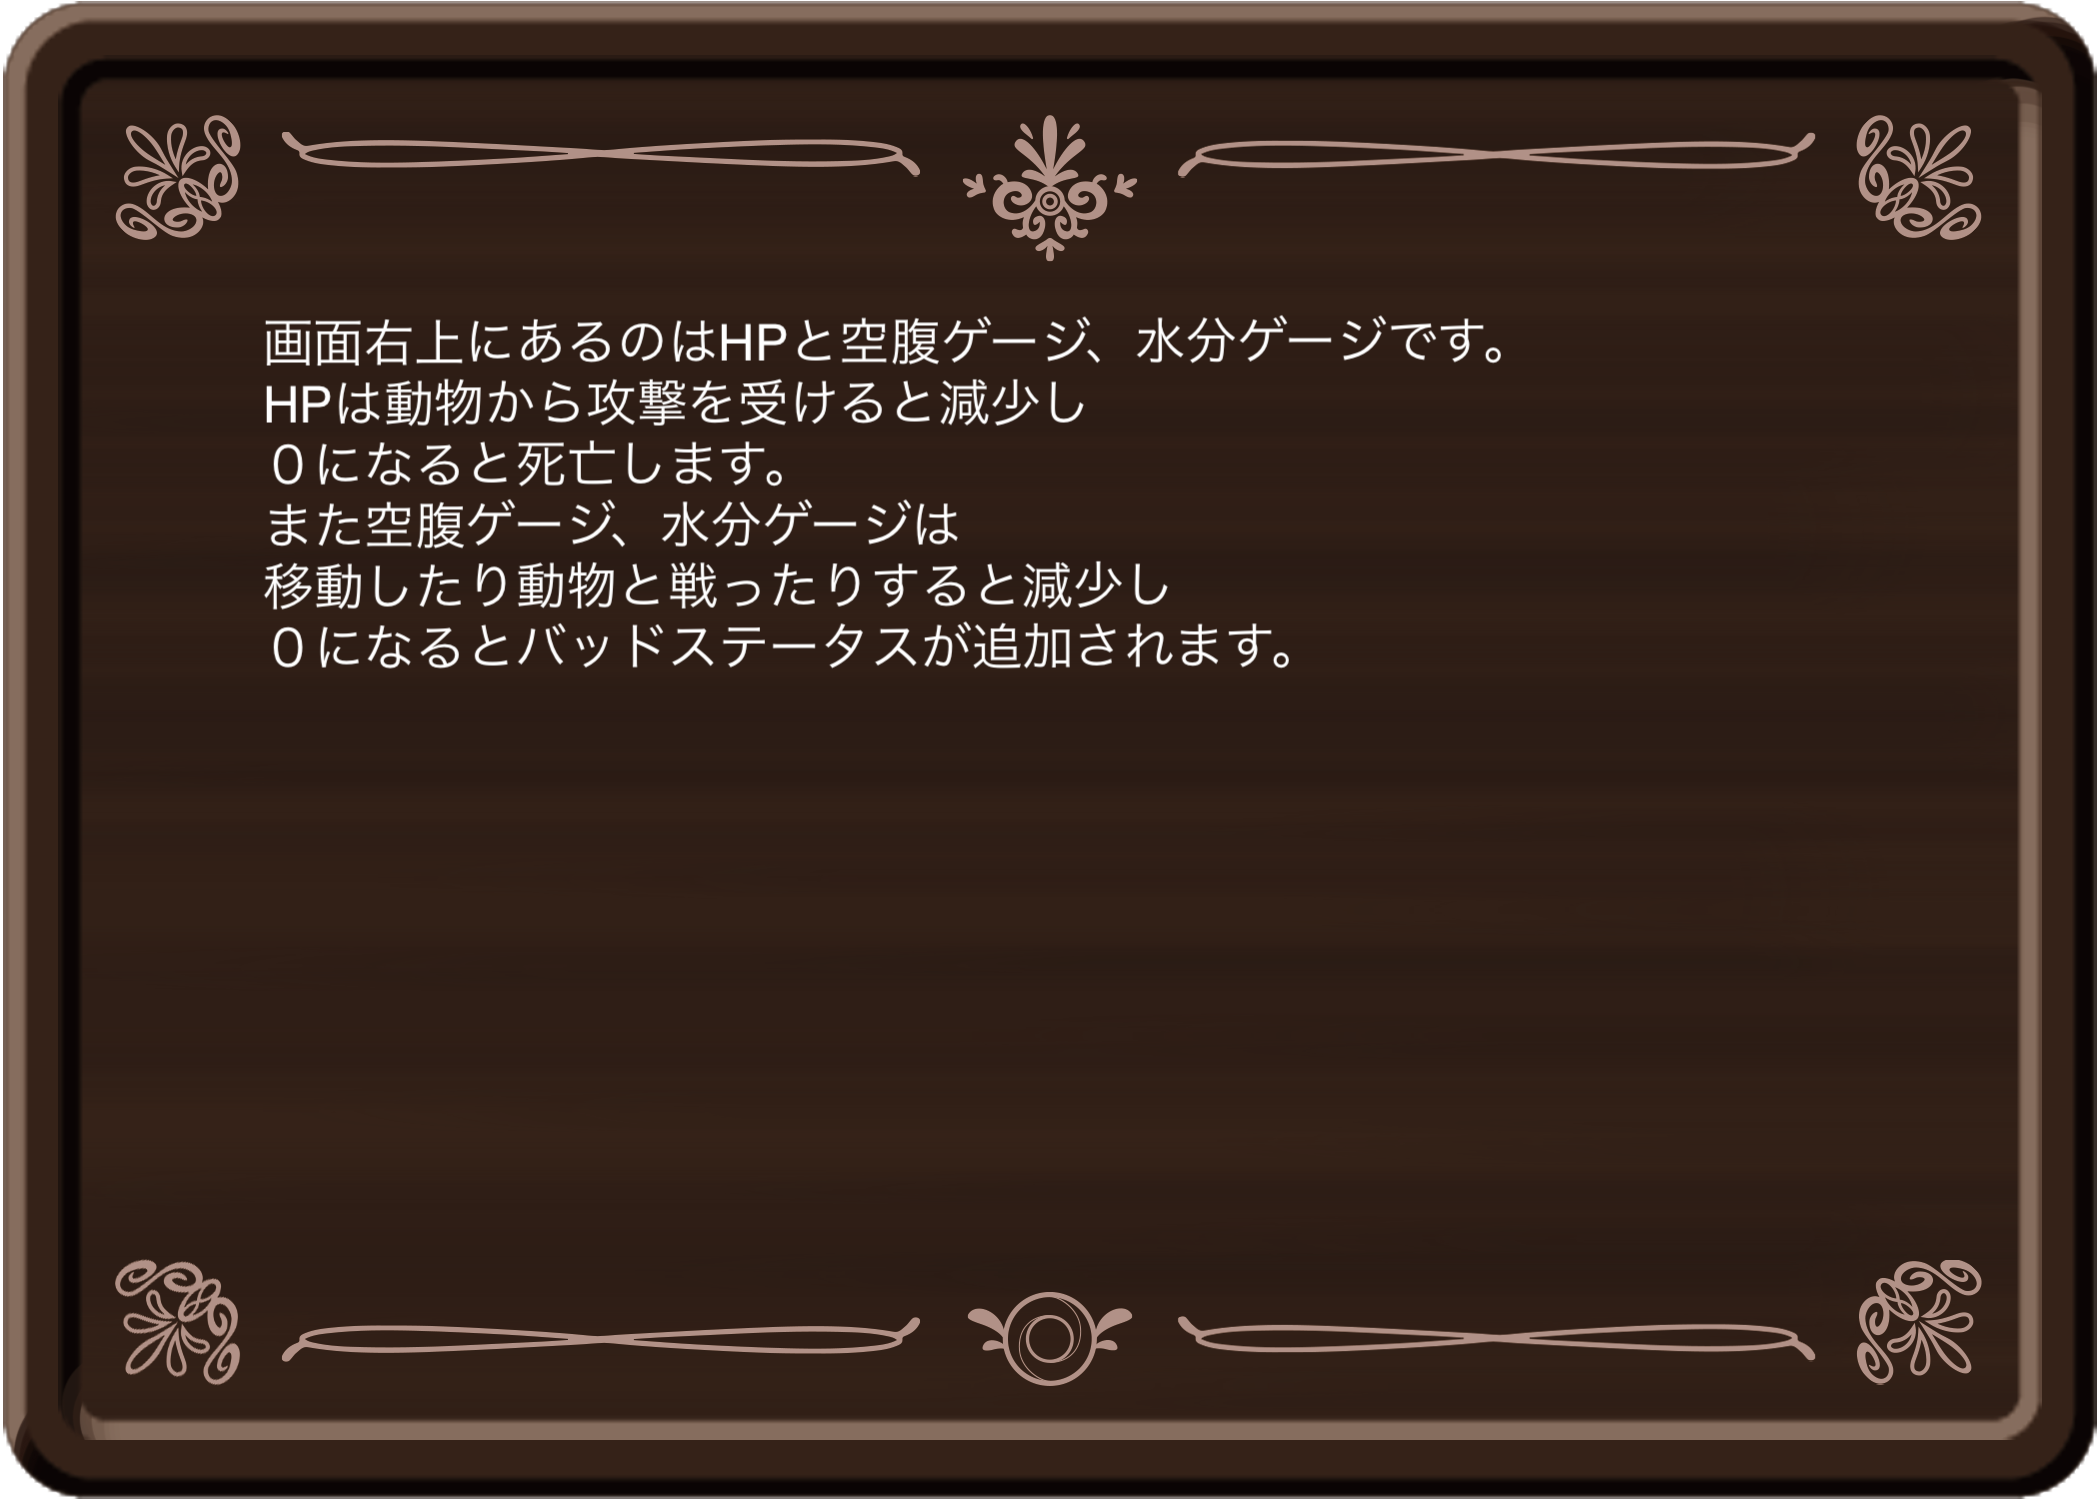 画面右上にあるのはHPと空腹ゲージ、水分ゲージです。
HPは動物から攻撃を受けると減少し
０になると死亡します。
また空腹ゲージ、水分ゲージは
移動したり動物と戦ったりすると減少し
０になるとバッドステータスが追加されます。